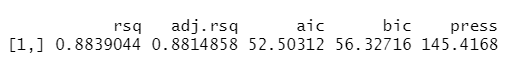 rsq adj.rsq aic bic press
[1,] 0.8839044 0.8814858 52.50312 56.32716 145.4168